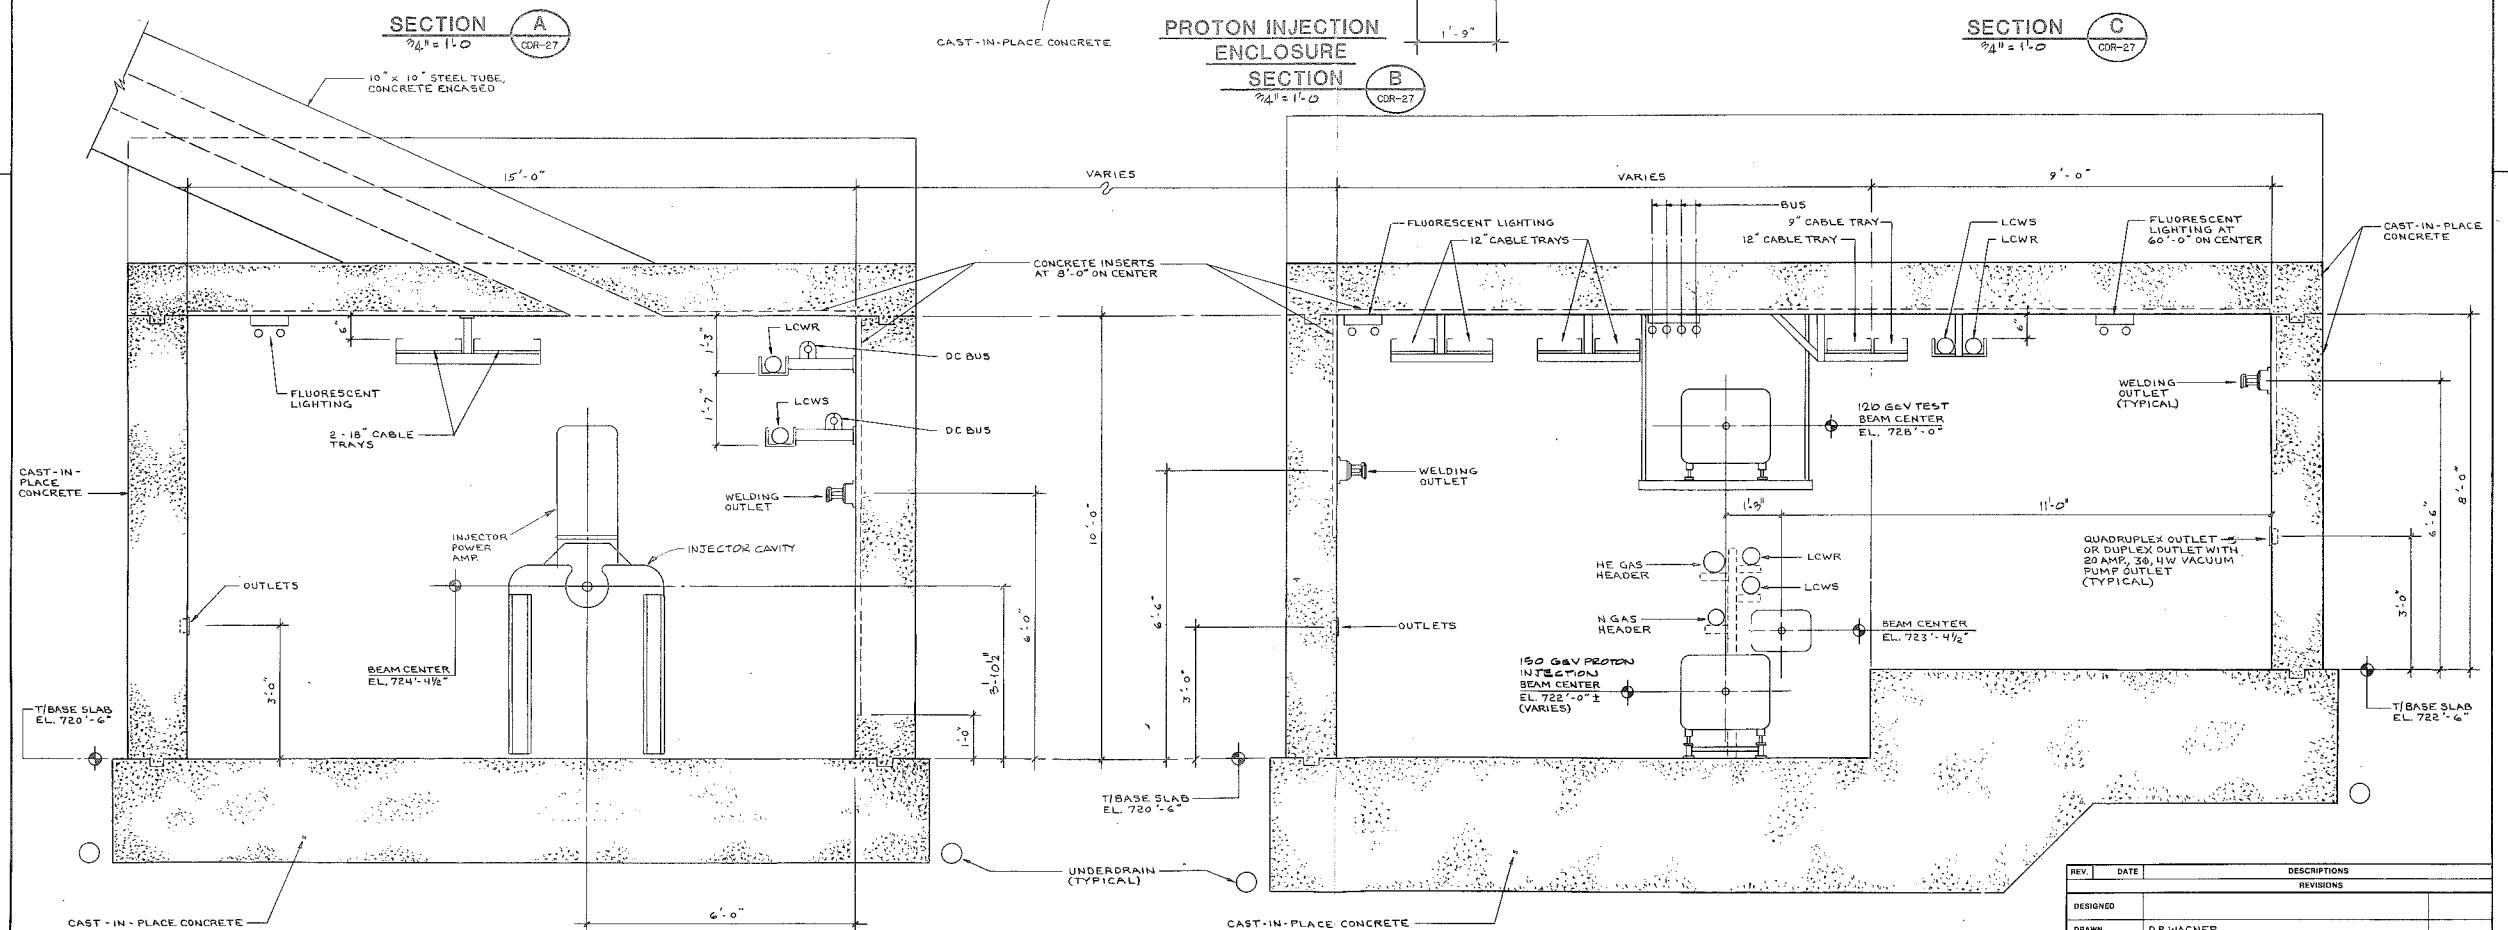 SECTION
3/4" = 1'-0
A
CDR-27
CAST-IN-PLACE CONCRETE
PROTON INJECTION
ENCLOSURE
SECTION
3/4" = 1'-0
B
CDR-27
1'-9"
SECTION
3/4" = 1'-0
C
CDR-27
10" x 10" STEEL TUBE,
CONCRETE ENCASED
15'-0"
VARIES
VARIES
9'-0"
BUS
FLUORESCENT LIGHTING
12" CABLE TRAYS
9" CABLE TRAY
12" CABLE TRAY
LCWS
LCWR
FLUORESCENT
LIGHTING AT
60'-0" ON CENTER
CAST-IN-PLACE
CONCRETE
CONCRETE INSERTS
AT 8'-0" ON CENTER
6"
FLUORESCENT
LIGHTING
2-18" CABLE
TRAYS
1'-3"
1'-7"
LCWR
DC BUS
LCWS
DC BUS
6"
WELDING
OUTLET
(TYPICAL)
120 GEV TEST
BEAM CENTER
EL. 728'-0"
CAST-IN-
PLACE
CONCRETE
WELDING
OUTLET
WELDING
OUTLET
INJECTOR
POWER
AMP.
INJECTOR CAVITY
10'-0"
1'-3"
11'-0"
8'-0"
6'-6"
QUADRUPLEX OUTLET
OR DUPLEX OUTLET WITH
20 AMP., 3Φ, 4W VACUUM
PUMP OUTLET
(TYPICAL)
HE GAS
HEADER
LCWR
LCWS
N GAS
HEADER
OUTLETS
3'-0"
BEAM CENTER
EL. 724'-4 1/2"
3'-10 1/2"
6'-0"
1'-0"
6'-6"
3'-0"
OUTLETS
BEAM CENTER
EL. 723'-4 1/2"
3'-0"
150 GEV PROTON
INJECTION
BEAM CENTER
EL. 722'-0" ±
(VARIES)
T/BASE SLAB
EL. 720'-6"
T/BASE SLAB
EL. 722'-6"
T/BASE SLAB
EL. 720'-6"
UNDERDRAIN
(TYPICAL)
CAST-IN-PLACE CONCRETE
6'-0"
CAST-IN-PLACE CONCRETE
REV. DATE DESCRIPTIONS
REVISIONS
DESIGNED
DRAWN D.P. WAGNER